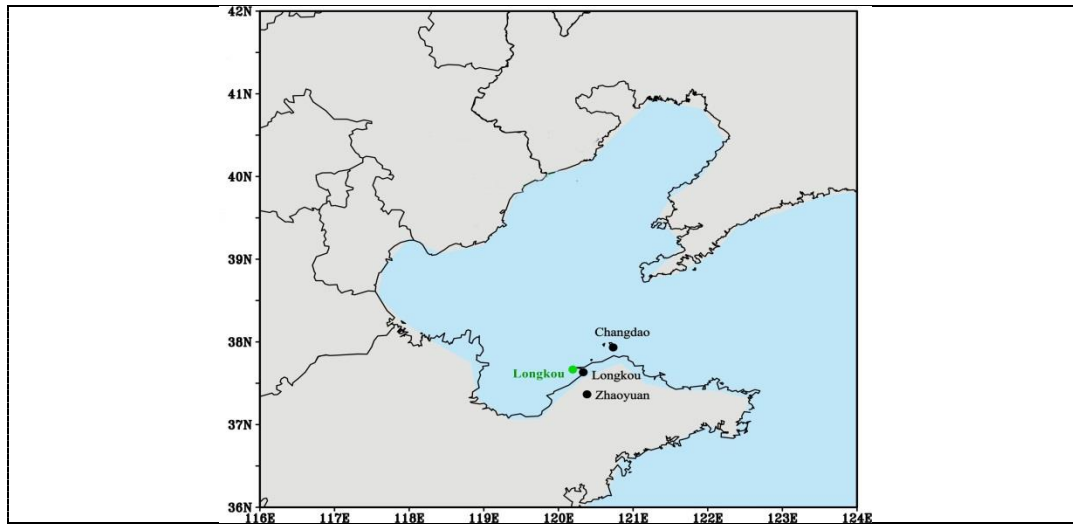 42N
41N
40N
39N
38N
37N
36N
Changdao
Longkou
Longkou
Zhaoyuan
116E 117E 118E 119E 120E 121E 122E 123E 124E